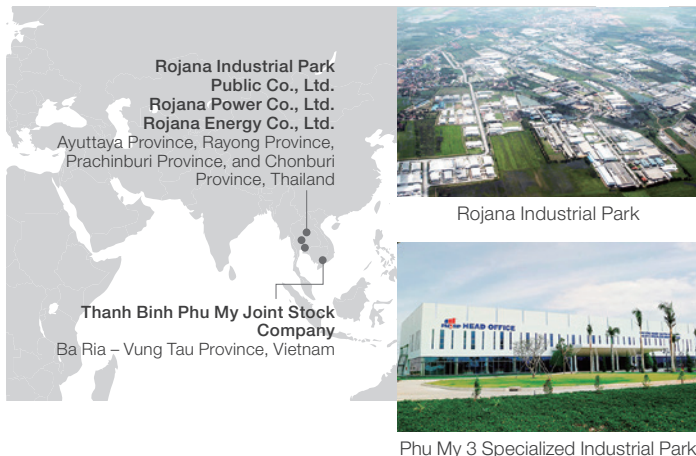 Rojana Industrial Park
Public Co., Ltd.
Rojana Power Co., Ltd.
Rojana Energy Co., Ltd.
Ayuttaya Province, Rayong Province,
Prachinburi Province, and Chonburi
Province, Thailand
Thanh Binh Phu My Joint Stock
Company
Ba Ria – Vung Tau Province, Vietnam
Rojana Industrial Park
HEAD OFFICE
Phu My 3 Specialized Industrial Park